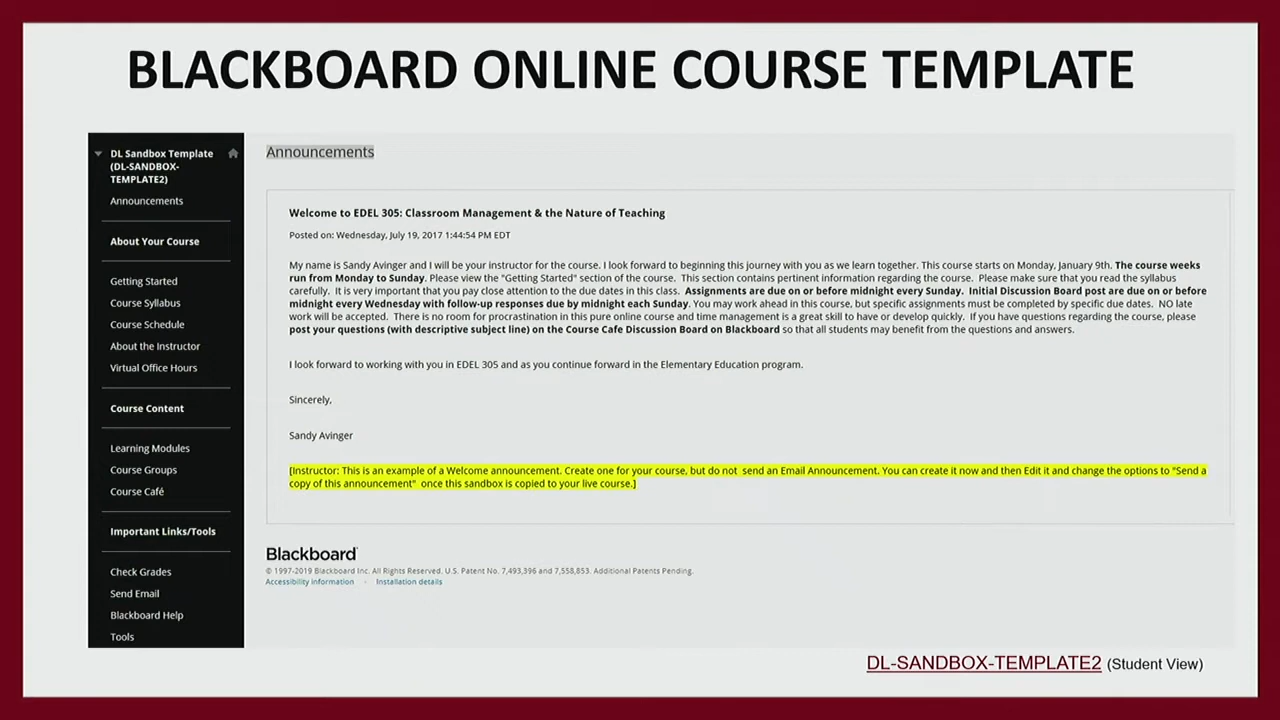 BLACKBOARD ONLINE COURSE TEMPLATE
DL Sandbox Template
(DL-SANDBOX-
TEMPLATE2)
Announcements
About Your Course
Getting Started
Course Syllabus
Course Schedule
About the Instructor
Virtual Office Hours
Course Content
Learning Modules
Course Groups
Course Café
Important Links/Tools
Check Grades
Send Email
Blackboard Help
Tools
Announcements
Welcome to EDEL 305: Classroom Management & the Nature of Teaching
Posted on: Wednesday, July 19, 2017 1:44:54 PM EDT
My name is Sandy Avinger and I will be your instructor for the course. I look forward to beginning this journey with you as we learn together. This course starts on Monday, January 9th. The course weeks
run from Monday to Sunday. Please view the "Getting Started" section of the course. This section contains pertinent information regarding the course. Please make sure that you read the syllabus
carefully. It is very important that you pay close attention to the due dates in this class. Assignments are due on or before midnight every Sunday. Initial Discussion Board post are due on or before
midnight every Wednesday with follow-up responses due by midnight each Sunday. You may work ahead in this course, but specific assignments must be completed by specific due dates. NO late
work will be accepted. There is no room for procrastination in this pure online course and time management is a great skill to have or develop quickly. If you have questions regarding the course, please
post your questions (with descriptive subject line) on the Course Cafe Discussion Board on Blackboard so that all students may benefit from the questions and answers.
I look forward to working with you in EDEL 305 and as you continue forward in the Elementary Education program.
Sincerely,
Sandy Avinger
[Instructor: This is an example of a Welcome announcement. Create one for your course, but do not send an Email Announcement. You can create it now and then Edit it and change the options to "Send a
copy of this announcement" once this sandbox is copied to your live course.]
Blackboard
© 1997-2019 Blackboard Inc. All Rights Reserved. U.S. Patent No. 7,493,396 and 7,558,853. Additional Patents Pending.
Accessibility information · Installation details
DL-SANDBOX-TEMPLATE2 (Student View)